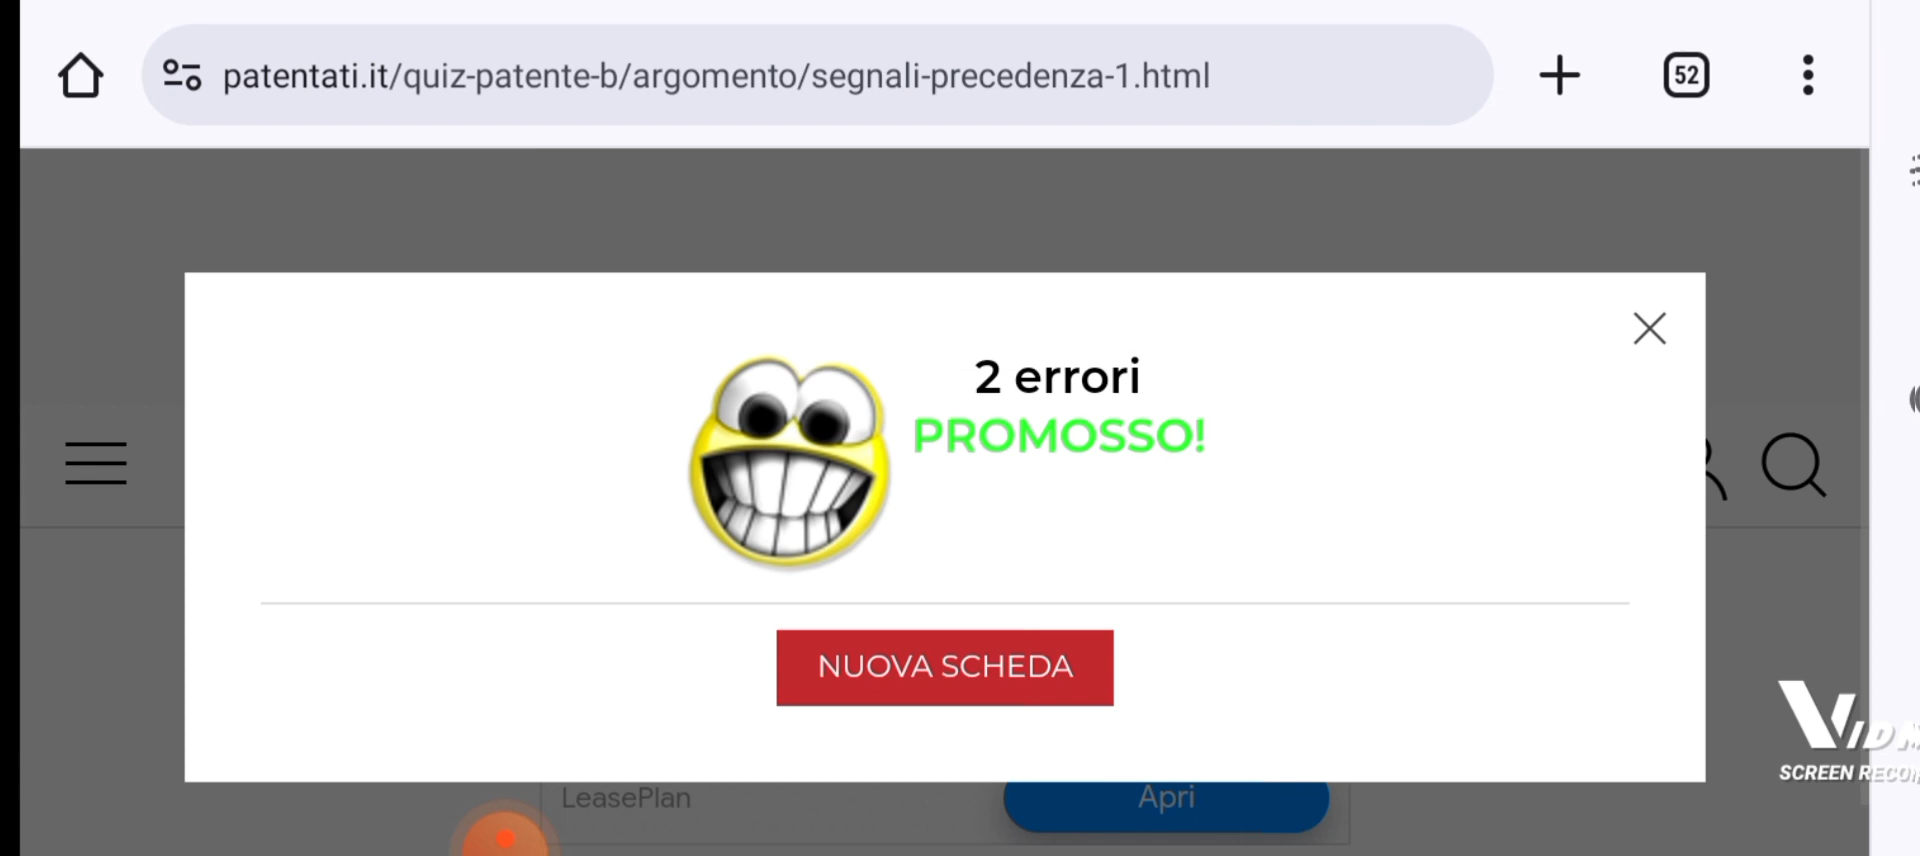 patentati.it/quiz-patente-b/argomento/segnali-precedenza-1.html
52
2 errori
PROMOSSO!
NUOVA SCHEDA
LeasePlan
Apri
SCREEN